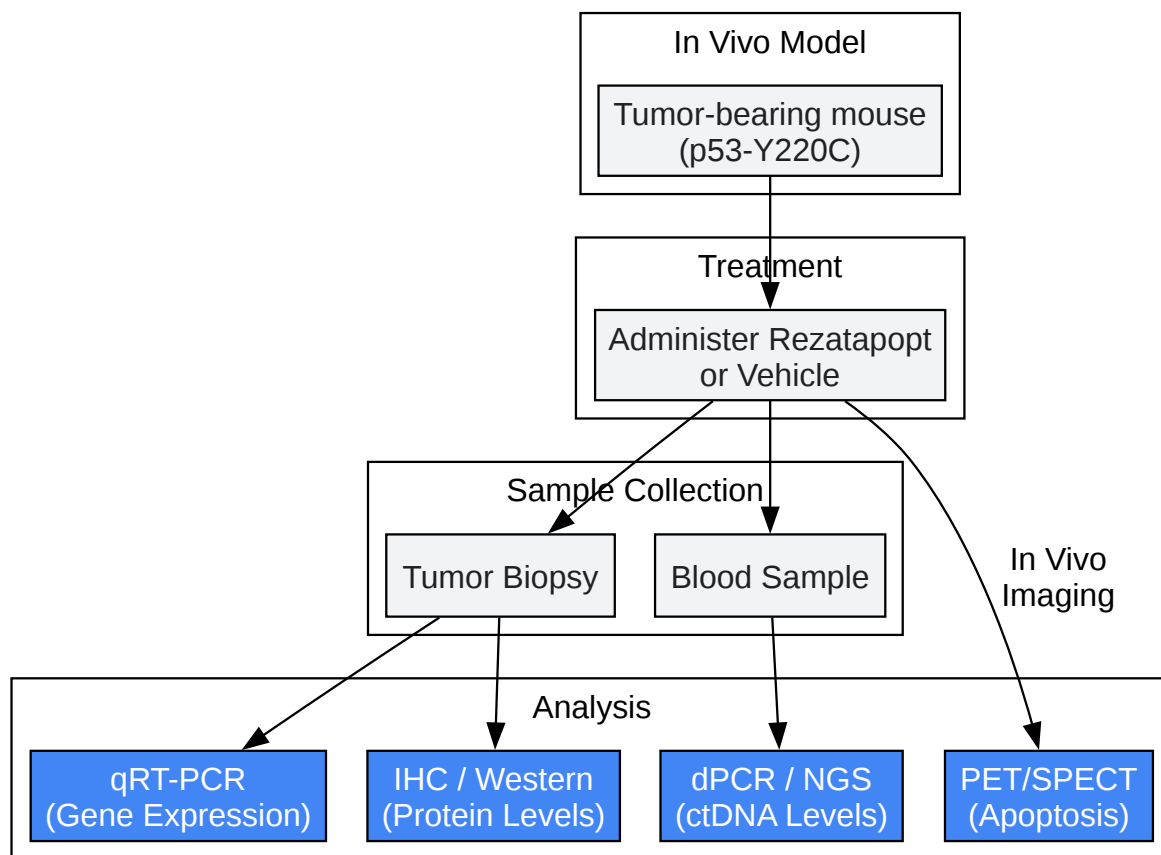 In Vivo Model
Tumor-bearing mouse
(p53-Y220C)
Treatment
Administer Rezatapopt
or Vehicle
Sample Collection
Tumor Biopsy
Blood Sample
In Vivo
Imaging
Analysis
qRT-PCR
(Gene Expression)
IHC / Western
(Protein Levels)
dPCR / NGS
(ctDNA Levels)
PET/SPECT
(Apoptosis)